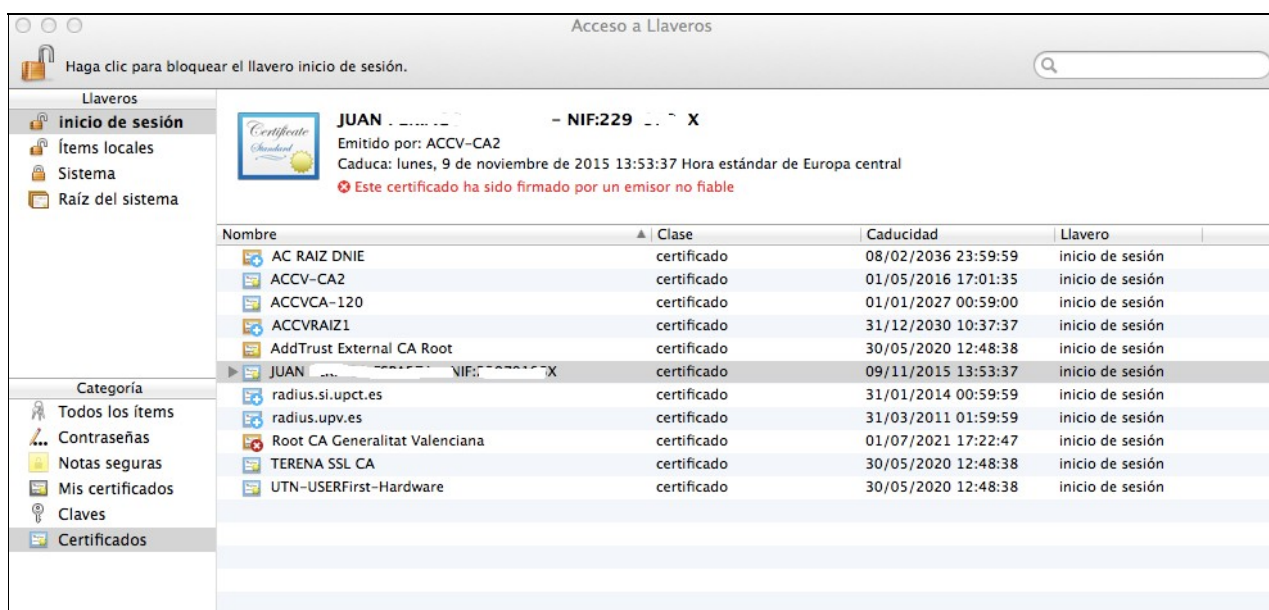 Acceso a Llaveros
Haga clic para bloquear el llavero inicio de sesión.
Llaveros
inicio de sesión
Ítems locales
Sistema
Raíz del sistema
Certificate
Standard
JUAN – NIF:229 X
Emitido por: ACCV-CA2
Caduca: lunes, 9 de noviembre de 2015 13:53:37 Hora estándar de Europa central
Este certificado ha sido firmado por un emisor no fiable
Nombre Clase Caducidad Llavero
AC RAIZ DNIE certificado 08/02/2036 23:59:59 inicio de sesión
ACCV-CA2 certificado 01/05/2016 17:01:35 inicio de sesión
ACCVCA-120 certificado 01/01/2027 00:59:00 inicio de sesión
ACCVRAIZ1 certificado 31/12/2030 10:37:37 inicio de sesión
AddTrust External CA Root certificado 30/05/2020 12:48:38 inicio de sesión
JUAN NIF: X certificado 09/11/2015 13:53:37 inicio de sesión
radius.si.upct.es certificado 31/01/2014 00:59:59 inicio de sesión
radius.upv.es certificado 31/03/2011 01:59:59 inicio de sesión
Root CA Generalitat Valenciana certificado 01/07/2021 17:22:47 inicio de sesión
TERENA SSL CA certificado 30/05/2020 12:48:38 inicio de sesión
UTN-USERFirst-Hardware certificado 30/05/2020 12:48:38 inicio de sesión
Categoría
Todos los ítems
Contraseñas
Notas seguras
Mis certificados
Claves
Certificados